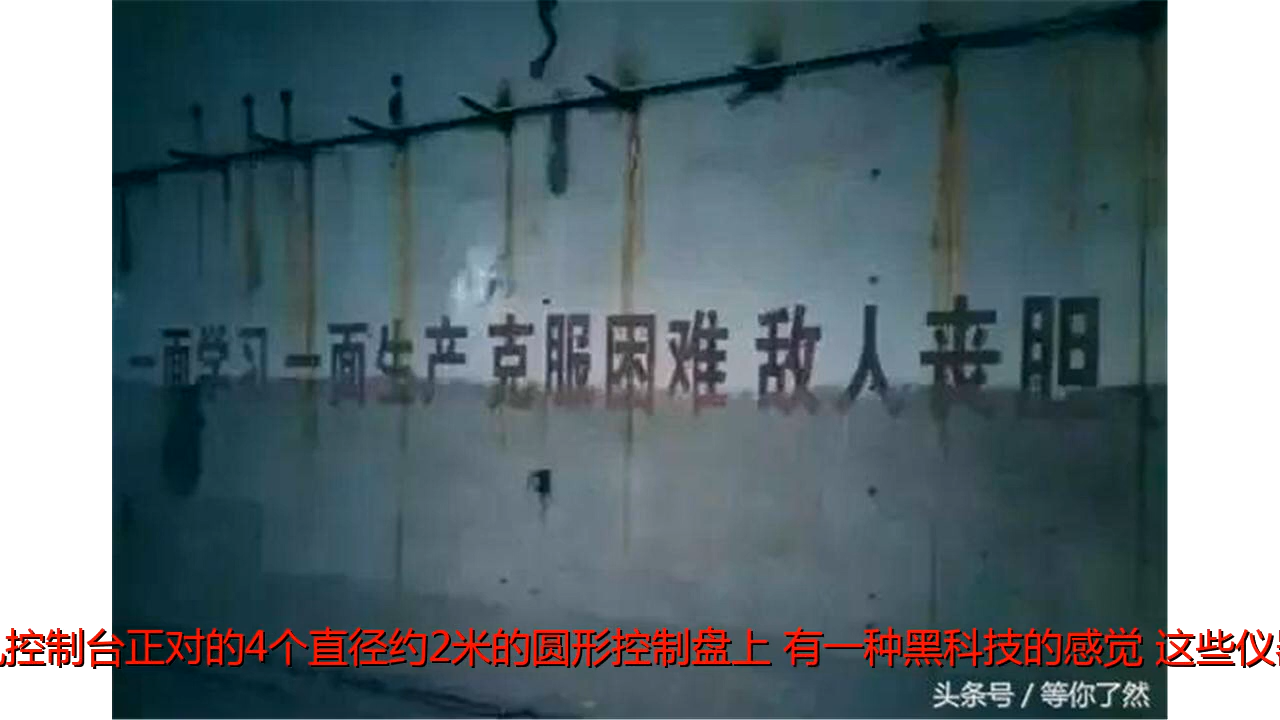 一面学习一面生产克服困难 敌人丧胆
控制台正对的4个直径约2米的圆形控制盘上 有一种黑科技的感觉 这些仪
头条号 / 等你了然